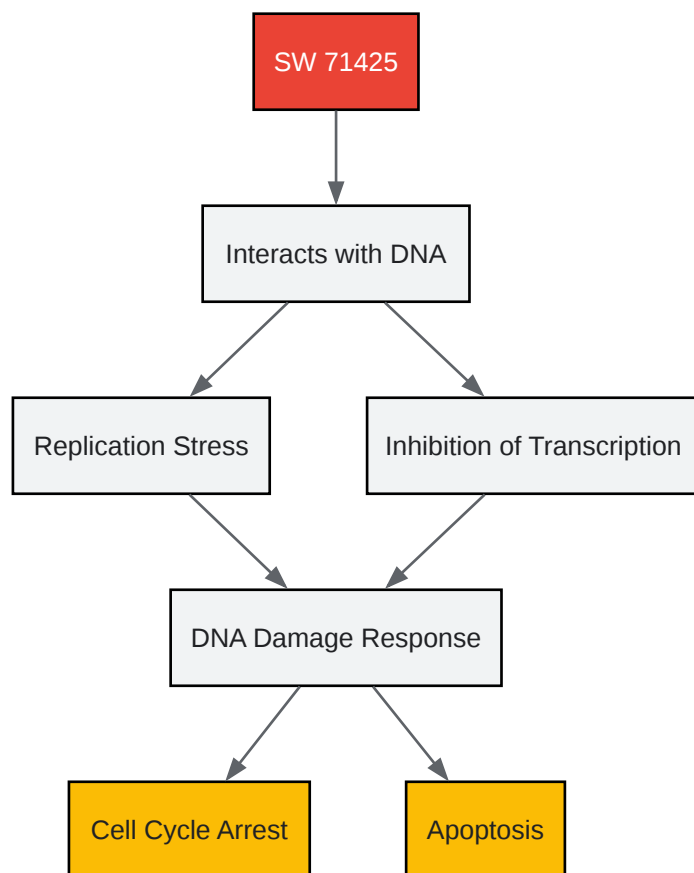 SW 71425
Interacts with DNA
Replication Stress
Inhibition of Transcription
DNA Damage Response
Cell Cycle Arrest
Apoptosis